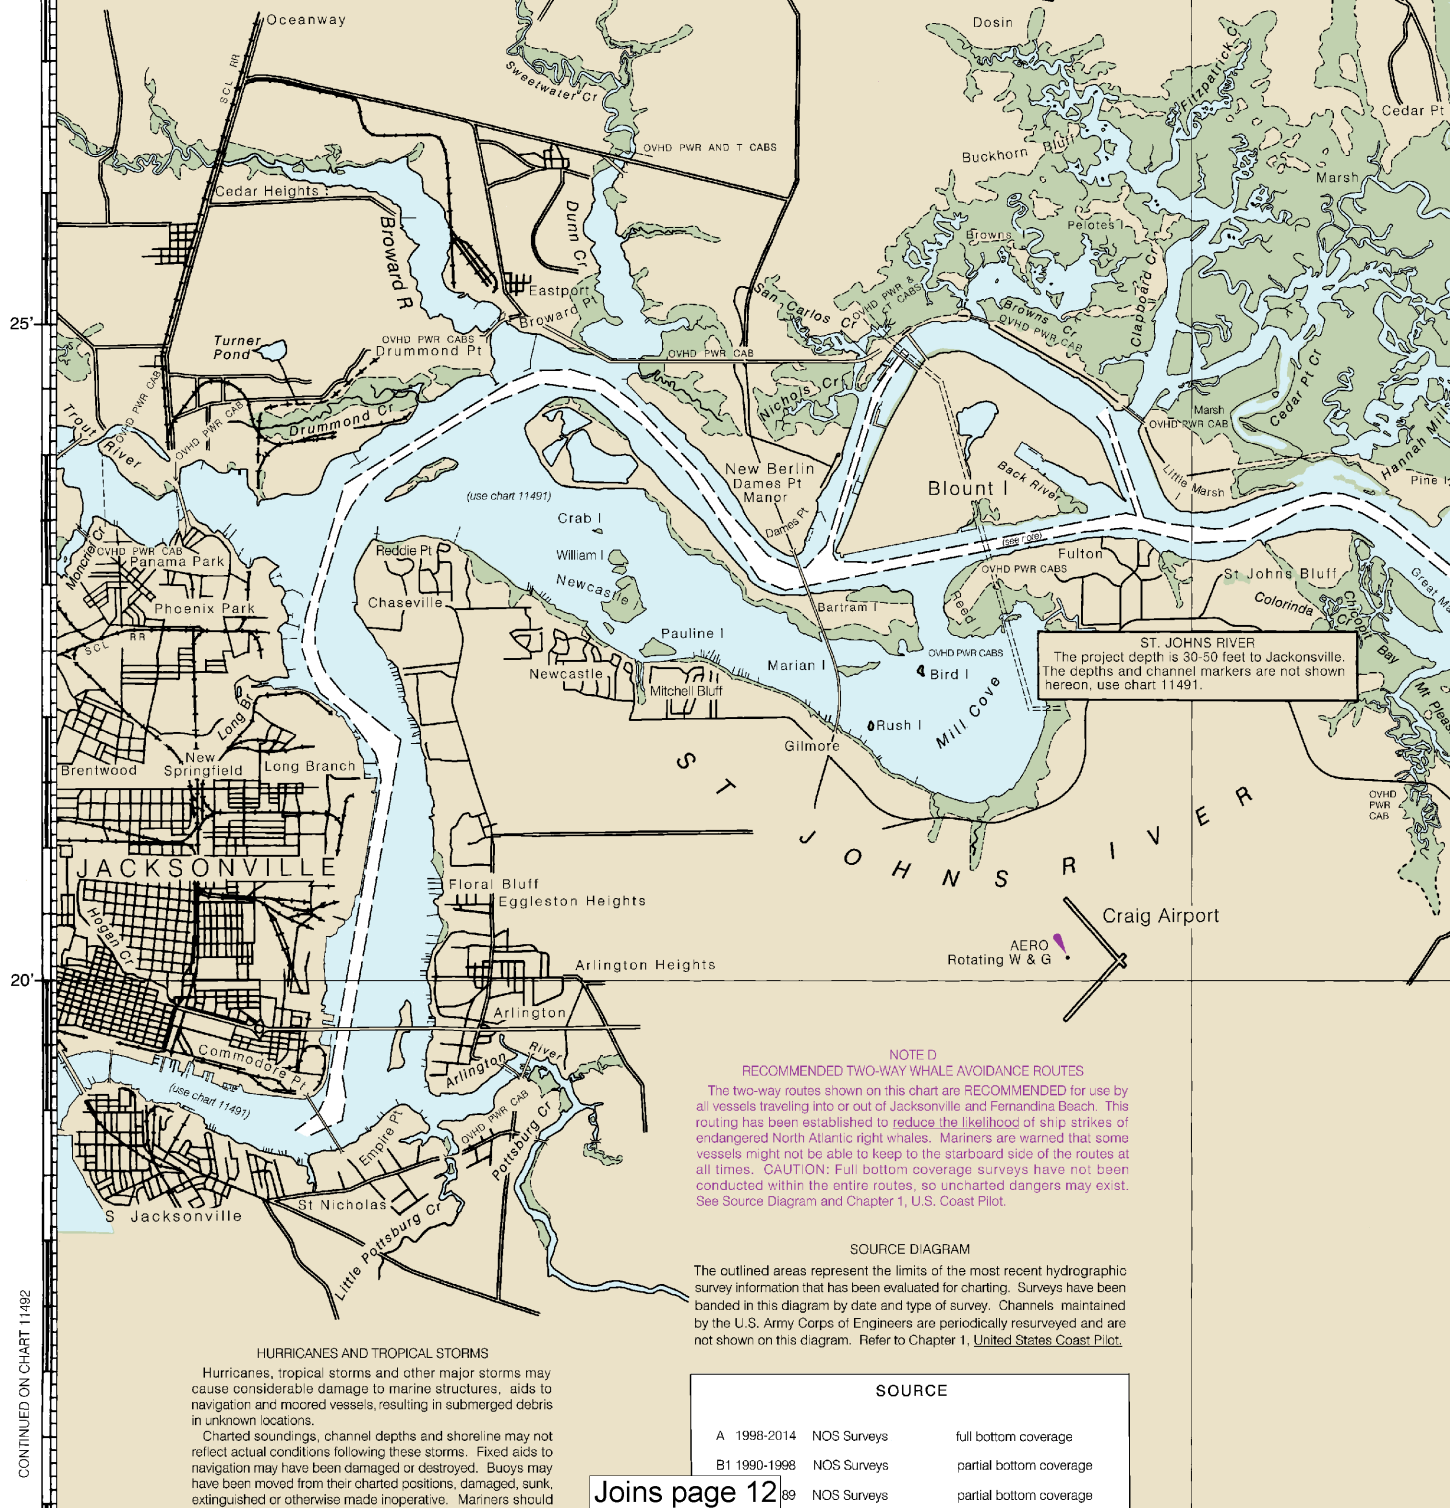 Oceanway
Dosin
SCL RR
Sweetwater Cr
Fitzpatrick Cr
Cedar Pt
OVHD PWR AND T CABS
Buckhorn Bluff
Marsh
Cedar Heights
Broward R
Dunn Cr
Browns I
Pelotes I
Clapboard Cr
Eastport
Broward Pt
San Carlos Cr
OVHD PWR &
T CABS
Browns Cr
OVHD PWR CAB
25'
Turner
Pond
OVHD PWR CABS
Drummond Pt
OVHD PWR CAB
OVHD PWR CAB
Nichols Cr
Cedar Pt Cr
Trout River
OVHD PWR CAB
Drummond Cr
Marsh
OVHD PWR CAB
Hannah Mills
New Berlin
Dames Pt
Manor
Back River
Little Marsh
I
Pine I
(use chart 11491)
Blount I
Crab I
Dames Pt
(see note)
Moncrief Cr
OVHD PWR CAB
Panama Park
Reddie Pt
William I
Fulton
OVHD PWR CABS
St Johns Bluff
Newcastle I
Great Ma
Phoenix Park
Chaseville
Bartram I
Reed
Colorinda
Chicopit
Cr
Bay
SCL RR
Pauline I
ST. JOHNS RIVER
The project depth is 30-50 feet to Jackonsville.
The depths and channel markers are not shown
hereon, use chart 11491.
OVHD PWR CABS
Marian I
Bird I
Newcastle
Mitchell Bluff
Mt Pleas
Long Br
Rush I
Mill Cove
Gilmore
New
Springfield
Brentwood
Long Branch
ST JOHNS RIVER
OVHD
PWR
CAB
JACKSONVILLE
Floral Bluff
Eggleston Heights
Hogan Cr
Craig Airport
AERO
Rotating W & G
Arlington Heights
20'
Arlington
Commodore Pt
Arlington River
(use chart 11491)
Empire Pt
OVHD PWR CAB
Pottsburg Cr
St Nicholas
S Jacksonville
Little Pottsburg Cr
NOTE D
RECOMMENDED TWO-WAY WHALE AVOIDANCE ROUTES
The two-way routes shown on this chart are RECOMMENDED for use by
all vessels traveling into or out of Jacksonville and Fernandina Beach. This
routing has been established to reduce the likelihood of ship strikes of
endangered North Atlantic right whales. Mariners are warned that some
vessels might not be able to keep to the starboard side of the routes at
all times. CAUTION: Full bottom coverage surveys have not been
conducted within the entire routes, so uncharted dangers may exist.
See Source Diagram and Chapter 1, U.S. Coast Pilot.
SOURCE DIAGRAM
The outlined areas represent the limits of the most recent hydrographic
survey information that has been evaluated for charting. Surveys have been
banded in this diagram by date and type of survey. Channels maintained
by the U.S. Army Corps of Engineers are periodically resurveyed and are
not shown on this diagram. Refer to Chapter 1, United States Coast Pilot.
CONTINUED ON CHART 11492
HURRICANES AND TROPICAL STORMS
Hurricanes, tropical storms and other major storms may
cause considerable damage to marine structures, aids to
navigation and moored vessels, resulting in submerged debris
in unknown locations.
Charted soundings, channel depths and shoreline may not
reflect actual conditions following these storms. Fixed aids to
navigation may have been damaged or destroyed. Buoys may
have been moved from their charted positions, damaged, sunk,
extinguished or otherwise made inoperative. Mariners should
SOURCE
A 1998-2014 NOS Surveys full bottom coverage
B1 1990-1998 NOS Surveys partial bottom coverage
89 NOS Surveys partial bottom coverage
Joins page 12